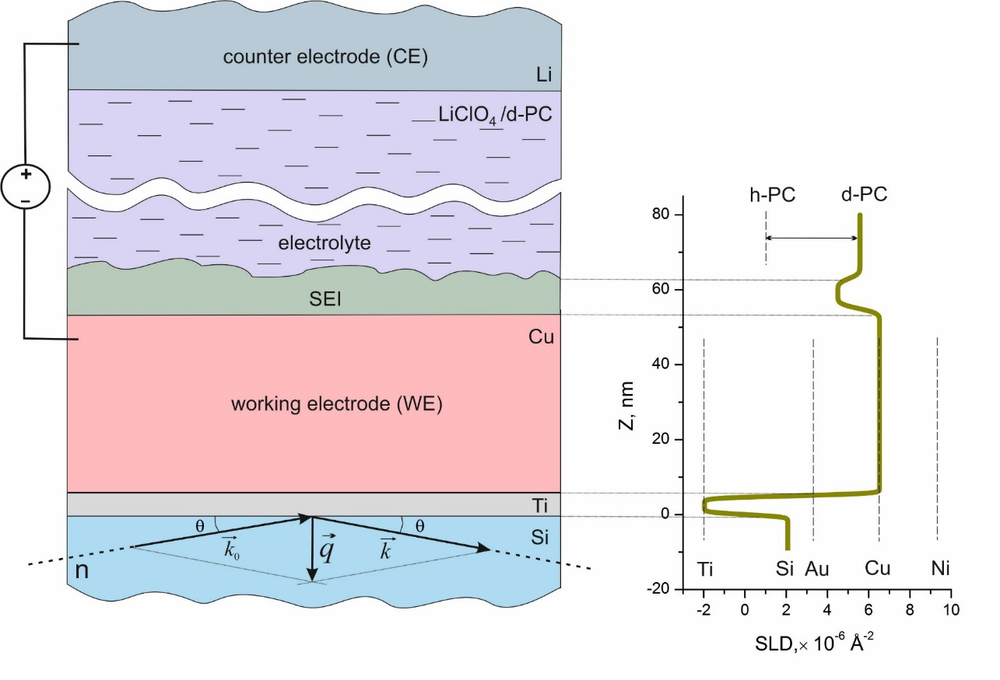 counter electrode (CE)
Li
LiClO₄ /d-PC
+
–
electrolyte
SEI
Cu
working electrode (WE)
Ti
Si
θ
θ
k⃗₀
q⃗
k⃗
n
h-PC
d-PC
80
60
40
20
0
-20
Z, nm
Ti
Si
Au
Cu
Ni
-2
0
2
4
6
8
10
SLD,× 10⁻⁶ Å⁻²